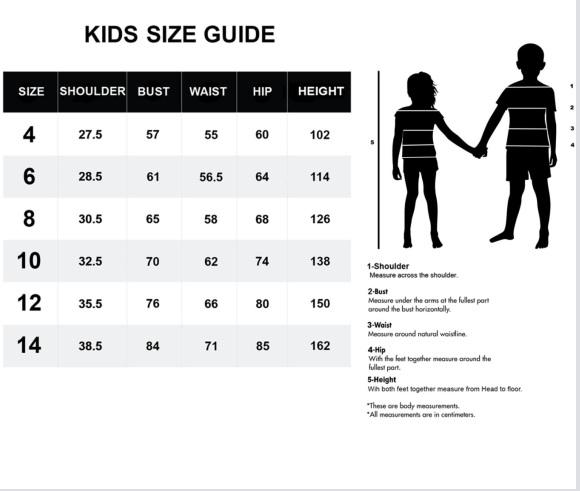 KIDS SIZE GUIDE
SIZE SHOULDER BUST WAIST HIP HEIGHT
4 27.5 57 55 60 102
6 28.5 61 56.5 64 114
8 30.5 65 58 68 126
10 32.5 70 62 74 138
12 35.5 76 66 80 150
14 38.5 84 71 85 162
1
2
3
4
5
1-Shoulder
Measure across the shoulder.
2-Bust
Measure under the arms at the fullest part
around the bust horizontally.
3-Waist
Measure around natural waistline.
4-Hip
With the feet together measure around the
fullest part.
5-Height
Wih both feet together measure from Head to floor.
*These are body measurements.
*All measurements are in centimeters.